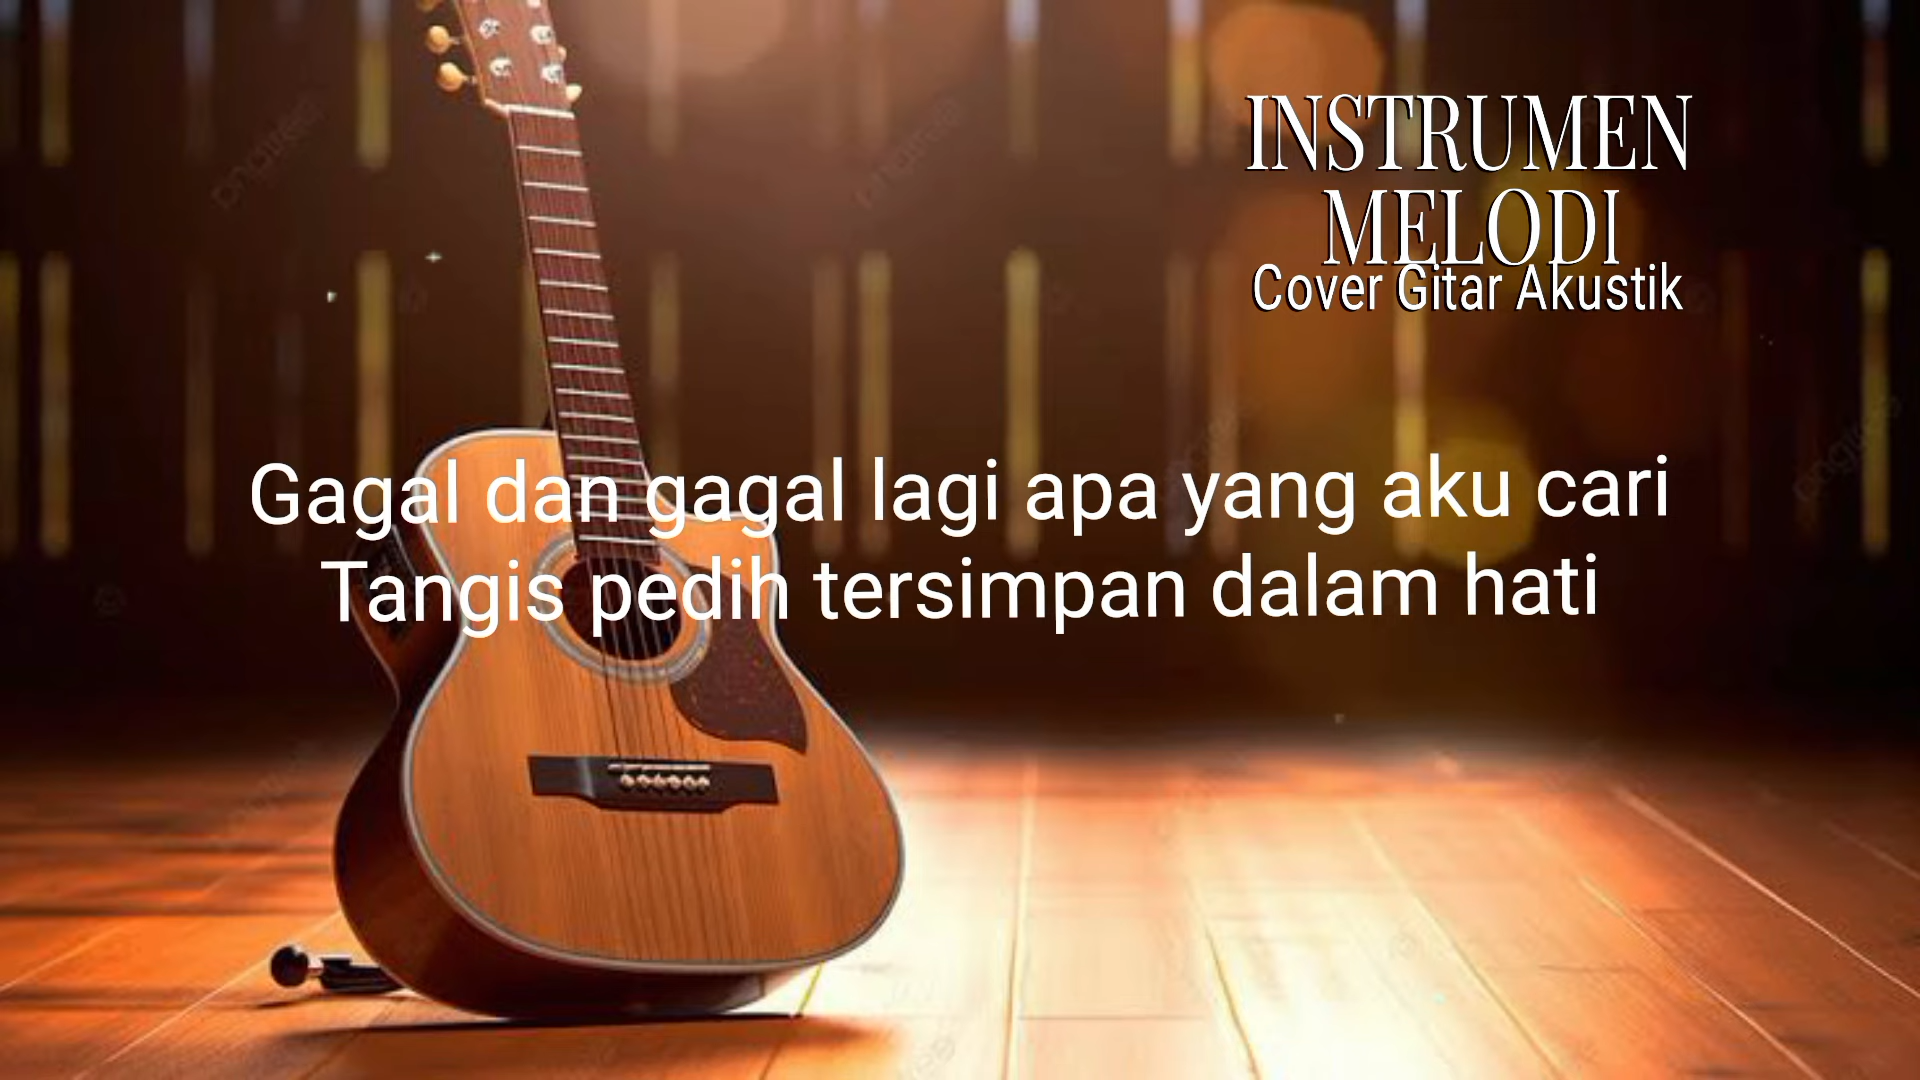 INSTRUMEN
MELODI
Cover Gitar Akustik
Gagal dan gagal lagi apa yang aku cari
Tangis pedih tersimpan dalam hati